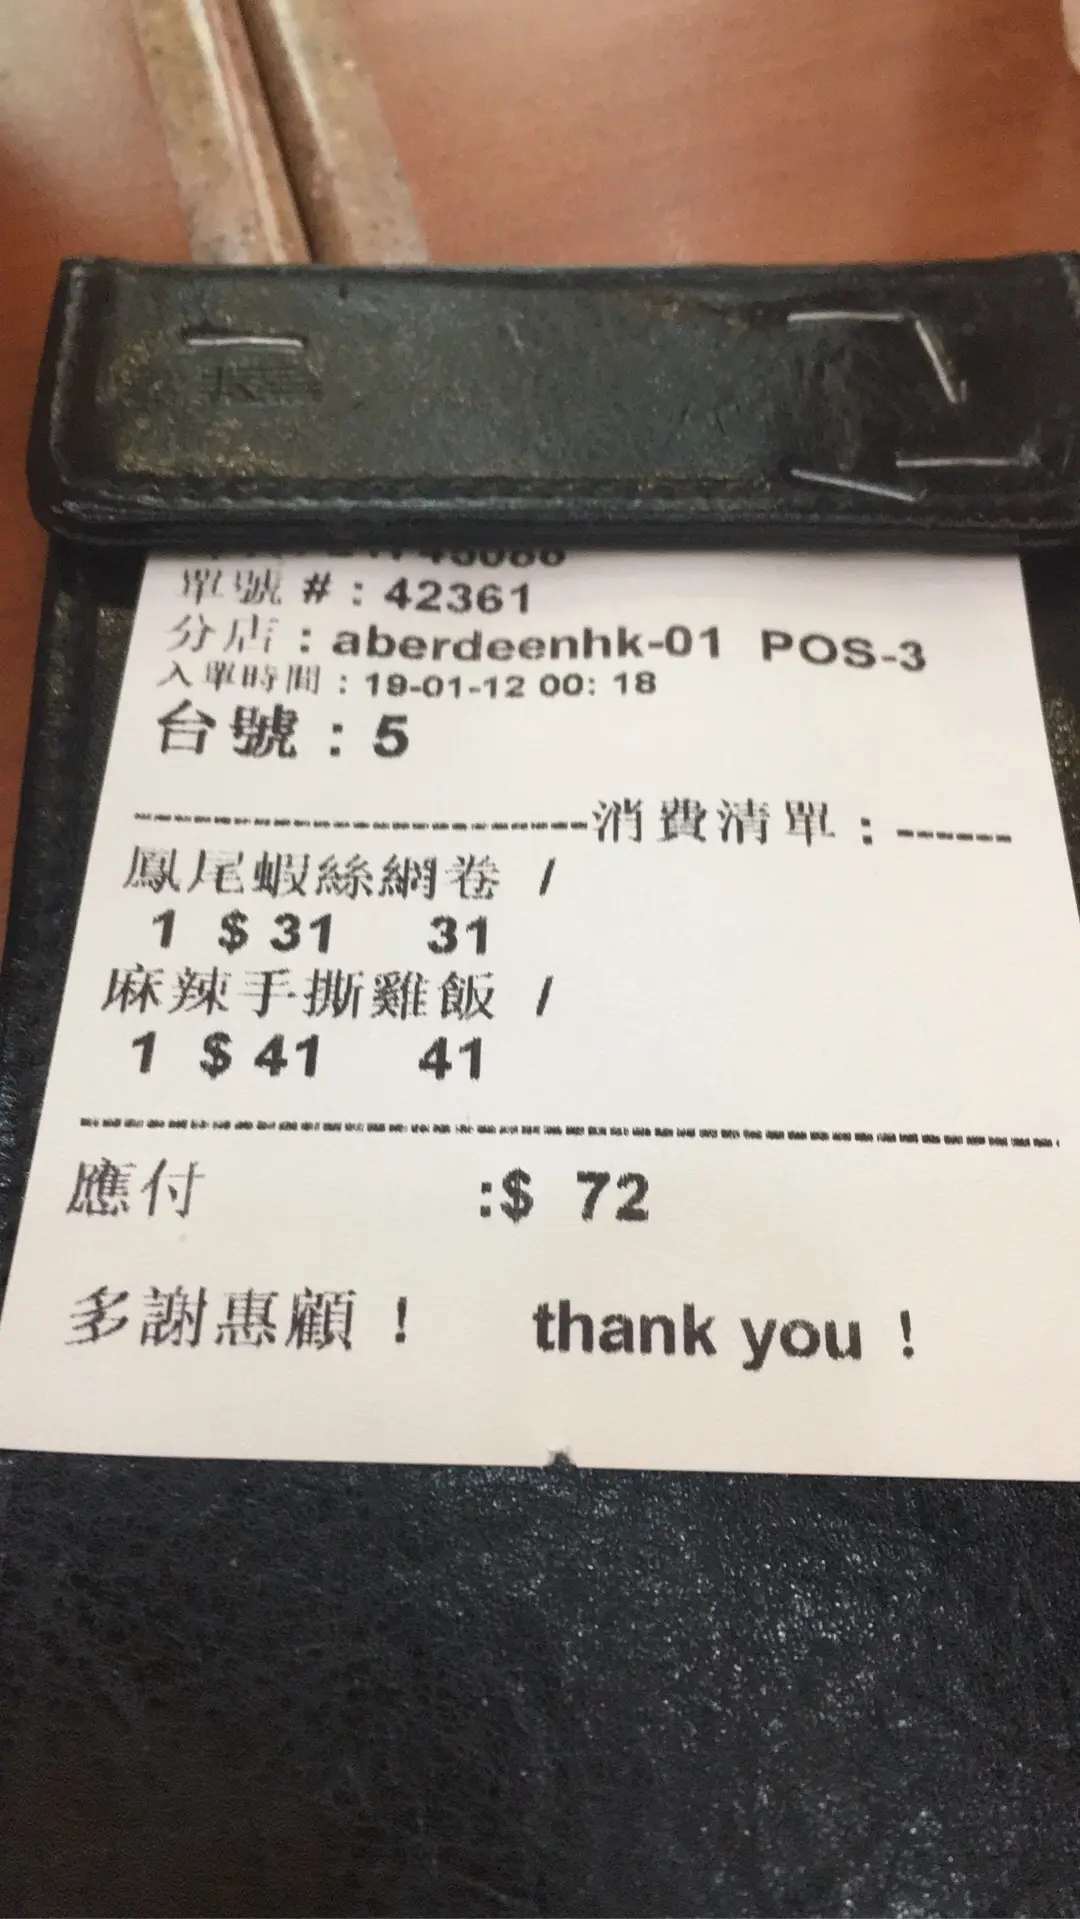 單號 # : 42361
分店 : aberdeenhk-01 POS-3
入單時間 : 19-01-12 00: 18
台號 : 5
----------------------------消費清單 : ------
鳳尾蝦絲網卷 /
1 $ 31 31
麻辣手撕雞飯 /
1 $ 41 41
應付 :$ 72
多謝惠顧 ! thank you !